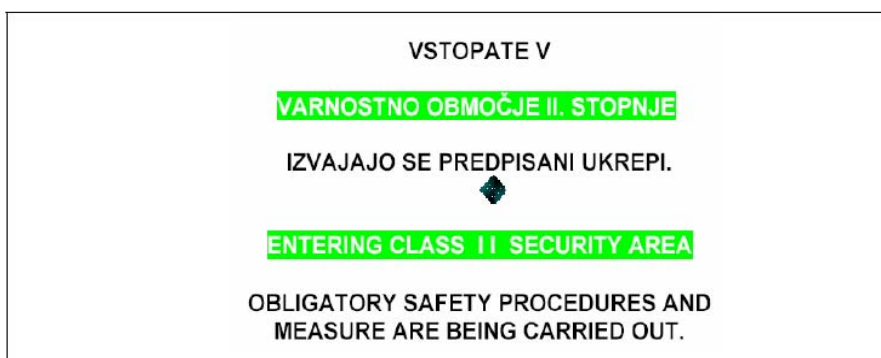 VSTOPATE V
VARNOSTNO OBMOČJE II. STOPNJE
IZVAJAJO SE PREDPISANI UKREPI.
ENTERING CLASS II SECURITY AREA
OBLIGATORY SAFETY PROCEDURES AND
MEASURE ARE BEING CARRIED OUT.